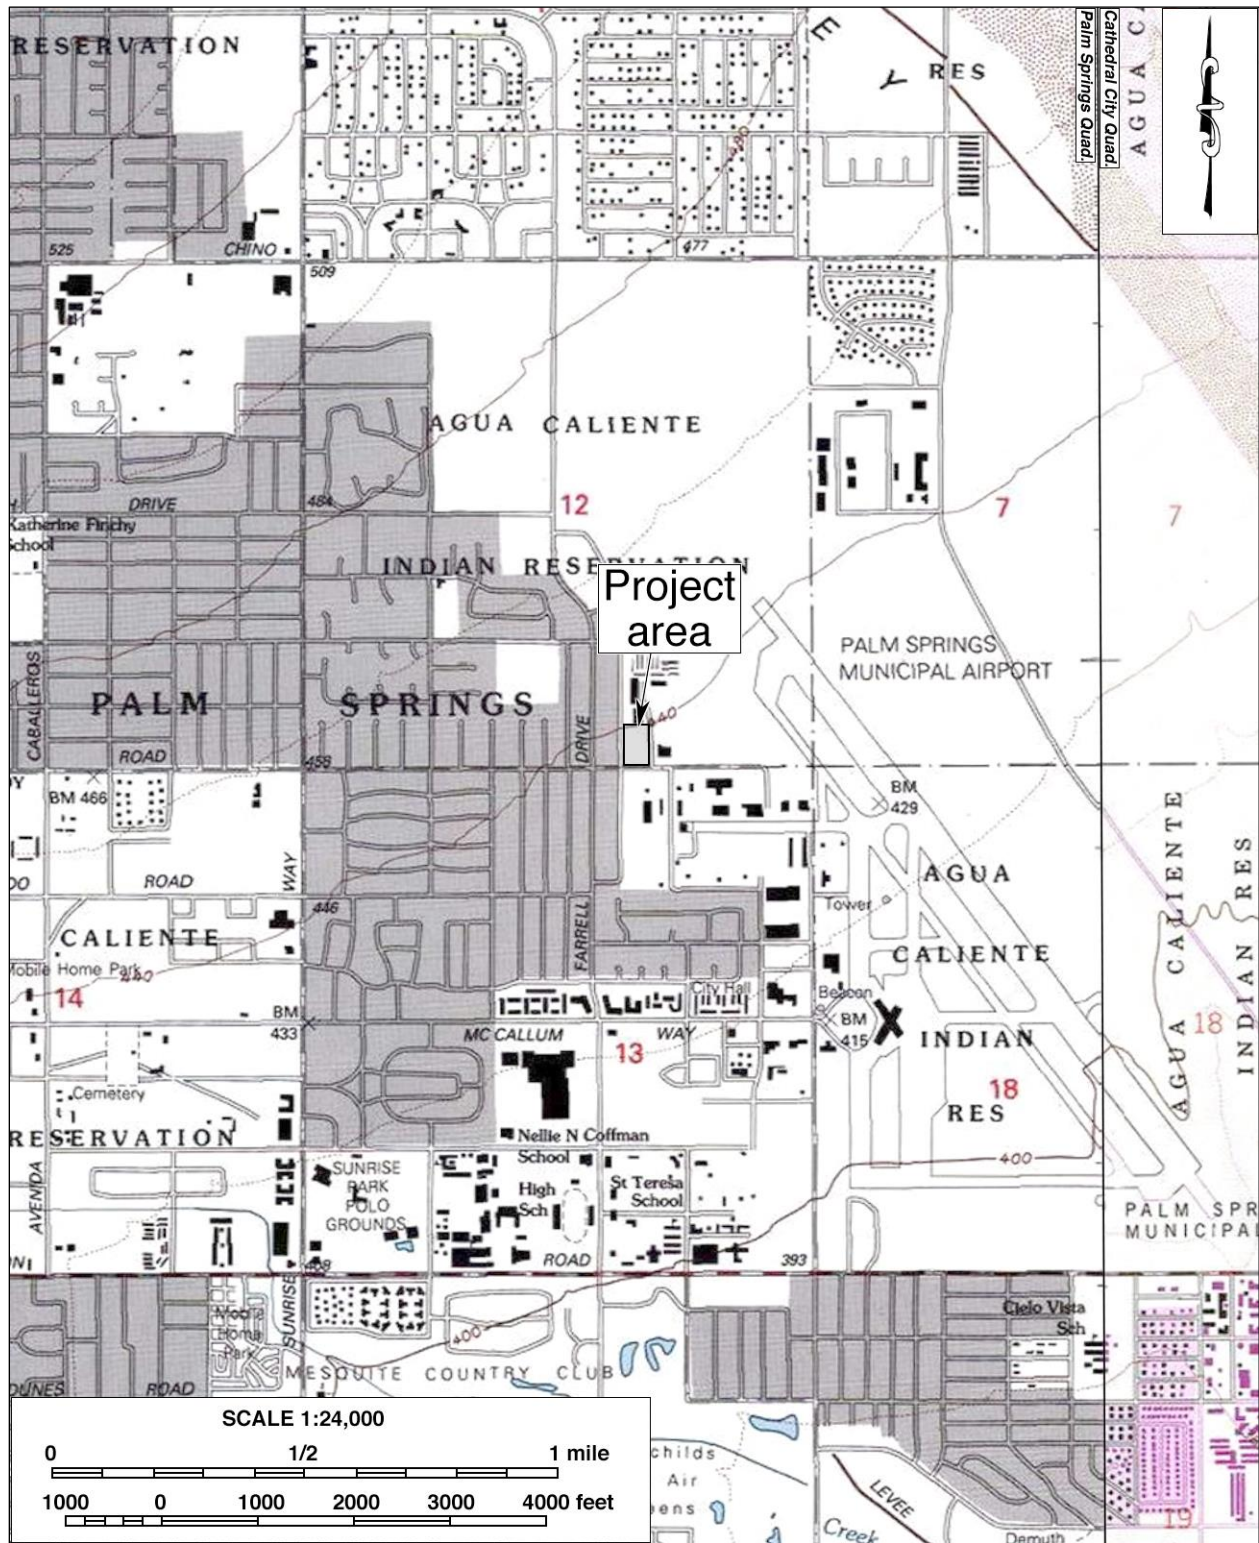 RESERVATION
E
Y
RES
Palm Springs Quad.
Cathedral City Quad.
AGUA C
490
525
CHINO
509
477
AGUA CALIENTE
12
7
7
484
DRIVE
Katherine Finchy
School
INDIAN RESERVATION
Project
area
PALM SPRINGS
MUNICIPAL AIRPORT
CABALLEROS
PALM SPRINGS
DRIVE
440
ROAD
458
BM 466
BM
429
ROAD
WAY
446
AGUA
CALIENTE
FARRELL
Tower
CALIENTE
Mobile Home Park
440
14
City Hall
Beacon
BM
433
MC CALLUM
WAY
BM
415
13
INDIAN
18
18
RES
AGUA CALIENTE
INDIAN RES
Cemetery
RESERVATION
Nellie N Coffman
School
400
AVENIDA
SUNRISE
PARK
POLO
GROUNDS
High
Sch
St Teresa
School
PALM SPR
MUNICIPAL
ROAD
393
408
SUNRISE
Mobile
Home
Park
400
Cielo Vista
Sch
MESQUITE COUNTRY CLUB
DUNES
ROAD
SCALE 1:24,000
0 1/2 1 mile
1000 0 1000 2000 3000 4000 feet
childs
Air
ens
LEVEE
Creek
Demuth
19